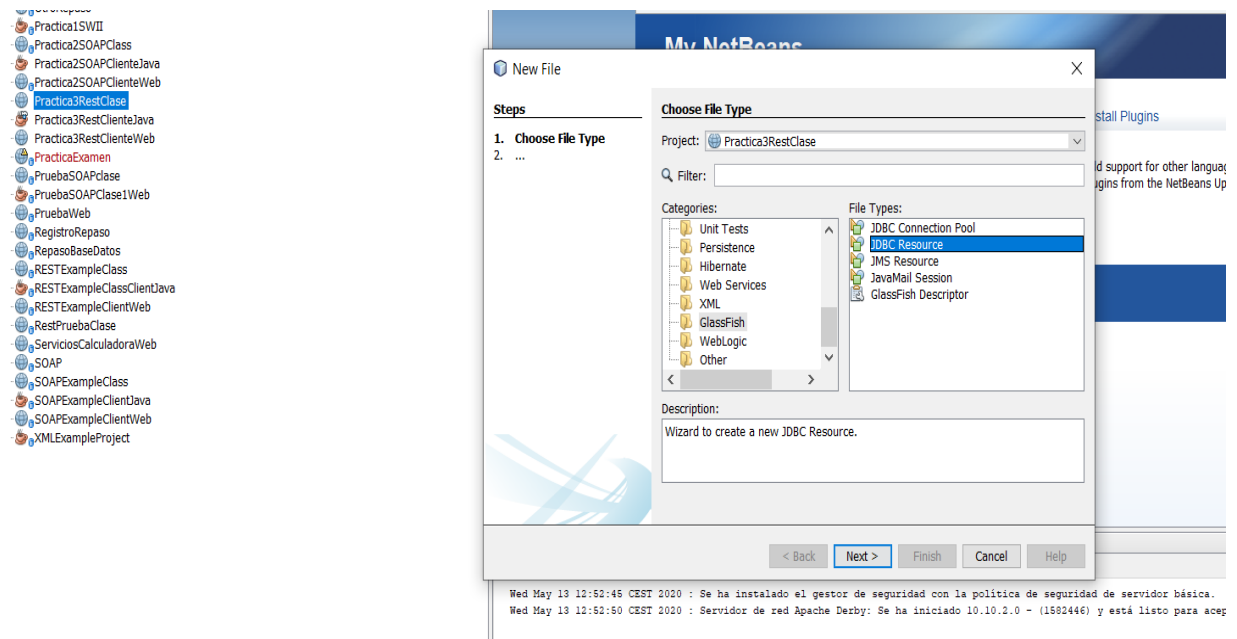 Practica1SWII
Practica2SOAPClass
Practica2SOAPClienteJava
Practica2SOAPClienteWeb
Practica3RestClase
Practica3RestClienteJava
Practica3RestClienteWeb
PracticaExamen
PruebaSOAPclase
PruebaSOAPClase1Web
PruebaWeb
RegistroRepaso
RepasoBaseDatos
RESTExampleClass
RESTExampleClassClientJava
RESTExampleClientWeb
RestPruebaClase
ServiciosCalculadoraWeb
SOAP
SOAPExampleClass
SOAPExampleClientJava
SOAPExampleClientWeb
XMLExampleProject
My NetBeans
New File
Steps
1. Choose File Type
2. ...
Choose File Type
Project: Practica3RestClase
Filter:
Categories:
Unit Tests
Persistence
Hibernate
Web Services
XML
GlassFish
WebLogic
Other
File Types:
JDBC Connection Pool
JDBC Resource
JMS Resource
JavaMail Session
GlassFish Descriptor
Description:
Wizard to create a new JDBC Resource.
< Back Next > Finish Cancel Help
stall Plugins
d support for other languag
ugins from the NetBeans Up
Wed May 13 12:52:45 CEST 2020 : Se ha instalado el gestor de seguridad con la política de seguridad de servidor básica.
Wed May 13 12:52:50 CEST 2020 : Servidor de red Apache Derby: Se ha iniciado 10.10.2.0 - (1582446) y está listo para acep